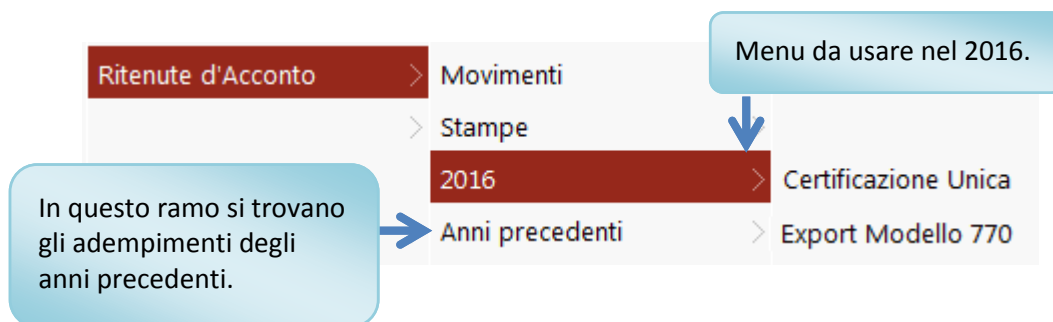 Menu da usare nel 2016.
Ritenute d'Acconto
Movimenti
Stampe
2016
Certificazione Unica
Anni precedenti
Export Modello 770
In questo ramo si trovano
gli adempimenti degli
anni precedenti.